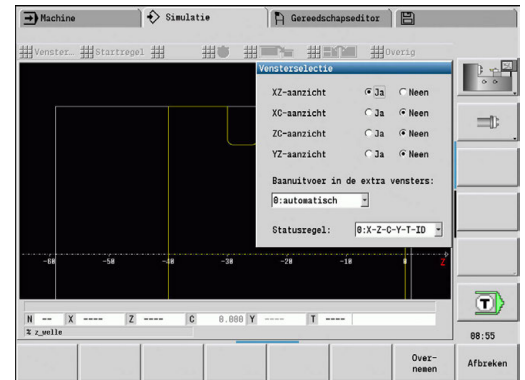 Machine Simulatie Gereedschapseditor
Venster.. Startregel Overig
Vensterselectie
XZ-aanzicht Ja Neen
XC-aanzicht Ja Neen
ZC-aanzicht Ja Neen
YZ-aanzicht Ja Neen
Baanuitvoer in de extra vensters:
0:automatisch
Statusregel: 0:X-Z-C-Y-T-ID
-60 -50 -40 -30 -20 -10 0 Z
N -- X ---- Z ---- C 0.000 Y ---- T ----
% z_welle
T
08:55
Over-
nemen
Afbreken